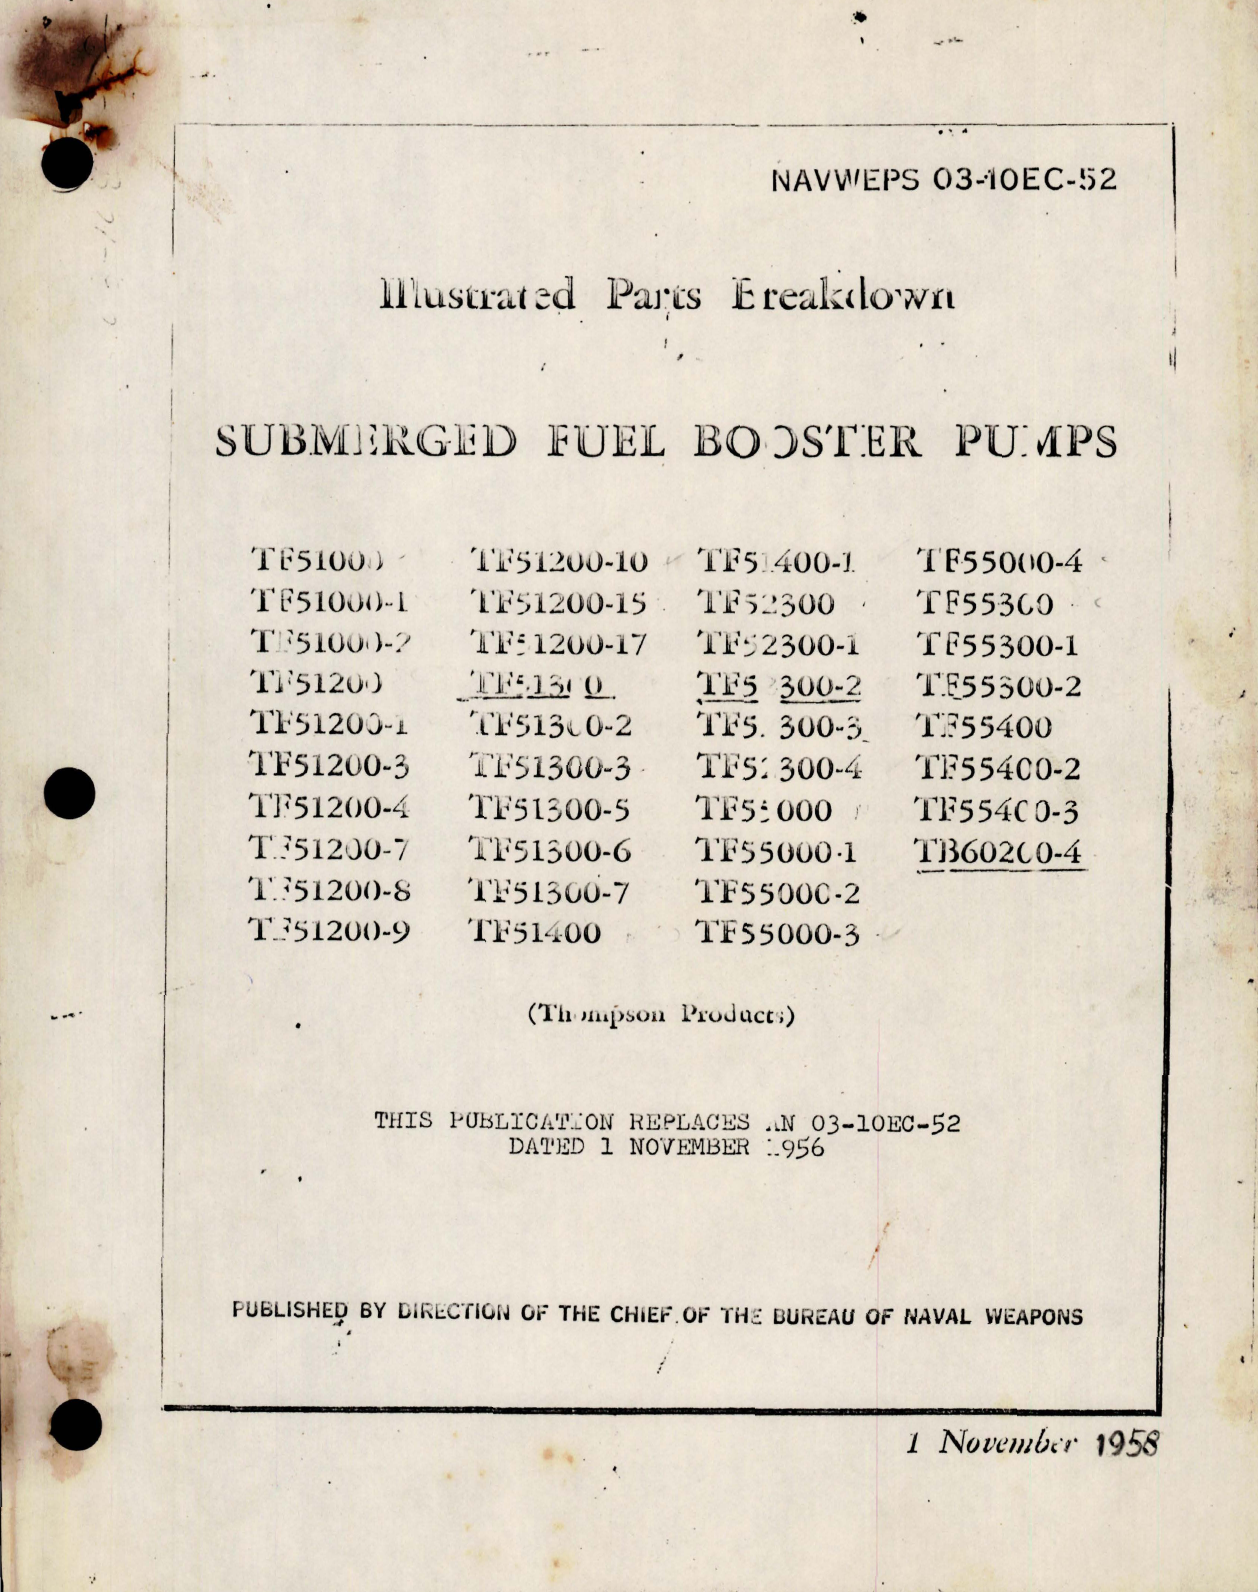 NAVWEPS 03-10EC-52
Illustrated Parts Breakdown
SUBMERGED FUEL BOOSTER PUMPS
TF51000 TF51200-10 TF51400-1 TF55000-4
TF51000-1 TF51200-15 TF52300 TF55300
TF51000-2 TF51200-17 TF52300-1 TF55300-1
TF51200 TF51300 TF52300-2 TF55300-2
TF51200-1 TF51300-2 TF52300-3 TF55400
TF51200-3 TF51300-3 TF52300-4 TF55400-2
TF51200-4 TF51300-5 TF55000 TF55400-3
TF51200-7 TF51300-6 TF55000-1 TB60200-4
TF51200-8 TF51300-7 TF55000-2
TF51200-9 TF51400 TF55000-3
(Thompson Products)
THIS PUBLICATION REPLACES AN 03-10EC-52
DATED 1 NOVEMBER 1956
PUBLISHED BY DIRECTION OF THE CHIEF OF THE BUREAU OF NAVAL WEAPONS
1 November 1958